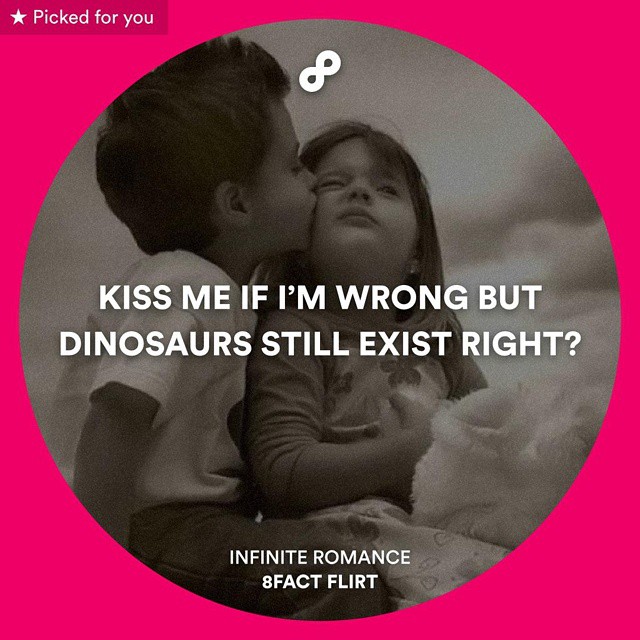 ★ Picked for you
KISS ME IF I'M WRONG BUT
DINOSAURS STILL EXIST RIGHT?
INFINITE ROMANCE
8FACT FLIRT